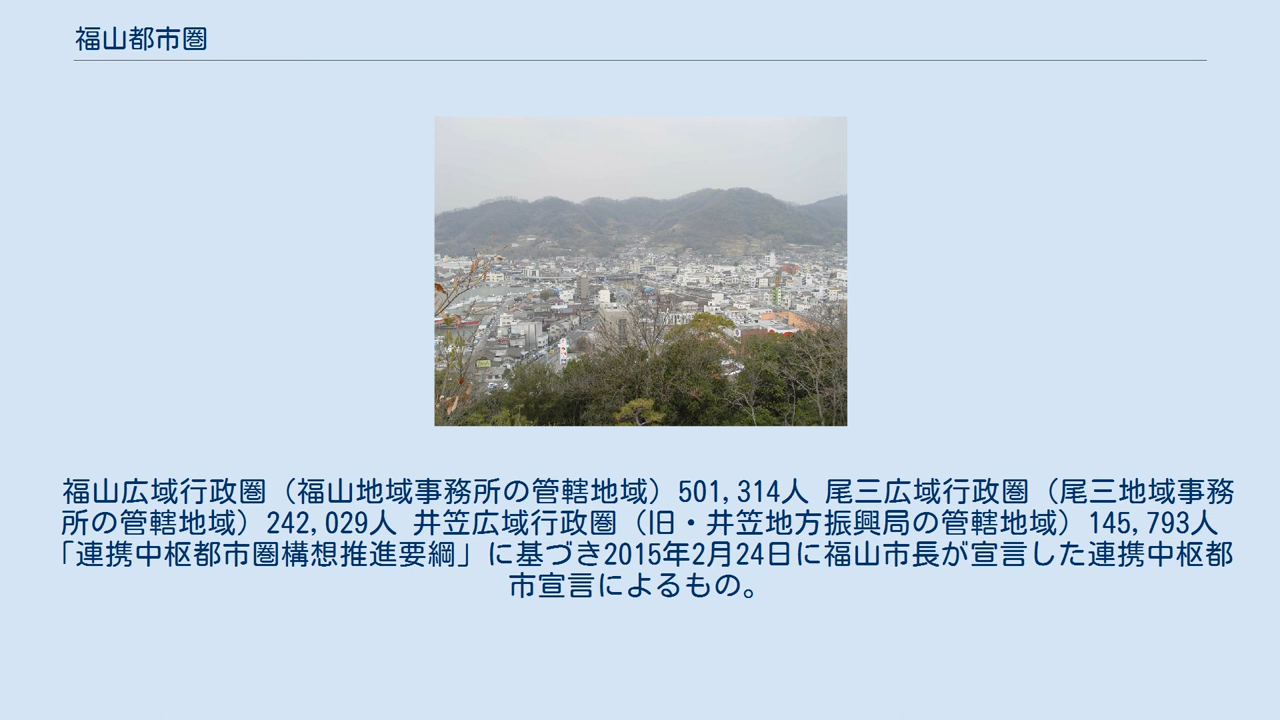 福山都市圏
福山広域行政圏（福山地域事務所の管轄地域）501,314人 尾三広域行政圏（尾三地域事務
所の管轄地域）242,029人 井笠広域行政圏（旧・井笠地方振興局の管轄地域）145,793人
「連携中枢都市圏構想推進要綱」に基づき2015年2月24日に福山市長が宣言した連携中枢都
市宣言によるもの。